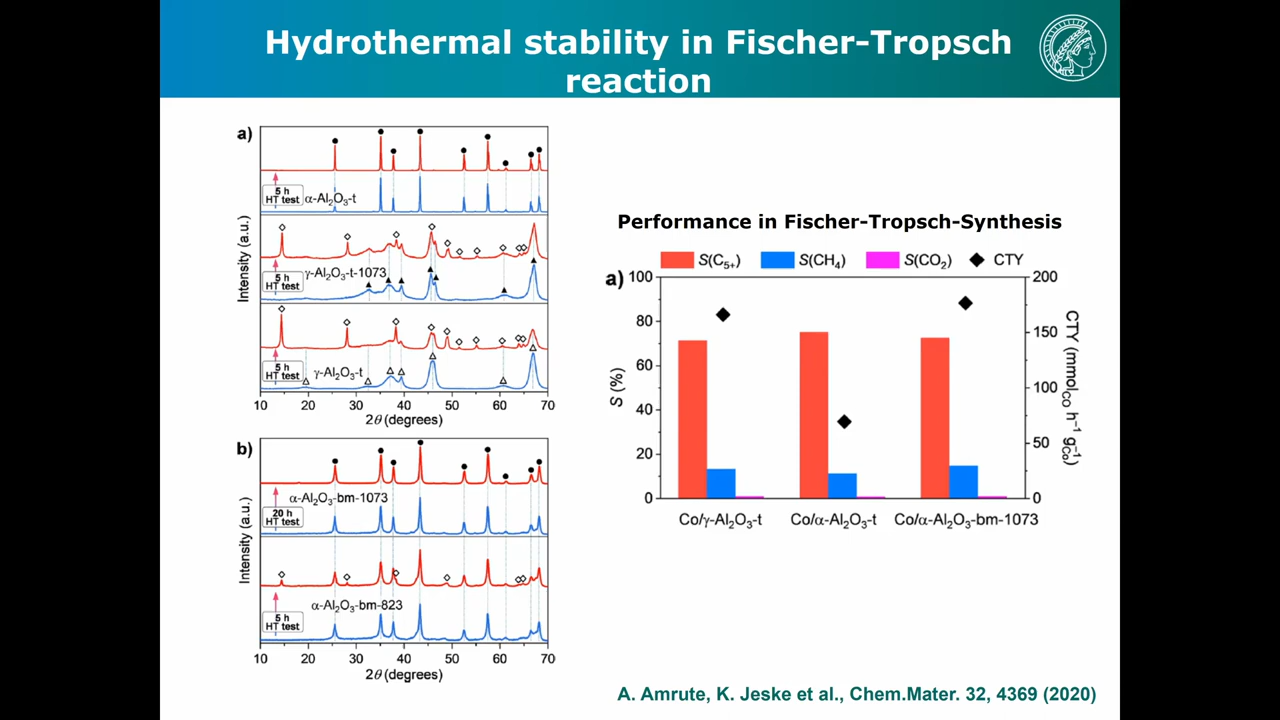 Hydrothermal stability in Fischer-Tropsch
reaction
a)
5 h
HT test
α-Al₂O₃-t
5 h
HT test
γ-Al₂O₃-t-1073
5 h
HT test
γ-Al₂O₃-t
Intensity (a.u.)
10 20 30 40 50 60 70
2θ (degrees)
b)
α-Al₂O₃-bm-1073
20 h
HT test
α-Al₂O₃-bm-823
5 h
HT test
Intensity (a.u.)
10 20 30 40 50 60 70
2θ (degrees)
Performance in Fischer-Tropsch-Synthesis
S(C₅₊) S(CH₄) S(CO₂) CTY
a)
100
80
60
40
20
0
S (%)
200
150
100
50
0
CTY (mmol_CO h⁻¹ g_Co⁻¹)
Co/γ-Al₂O₃-t Co/α-Al₂O₃-t Co/α-Al₂O₃-bm-1073
A. Amrute, K. Jeske et al., Chem.Mater. 32, 4369 (2020)